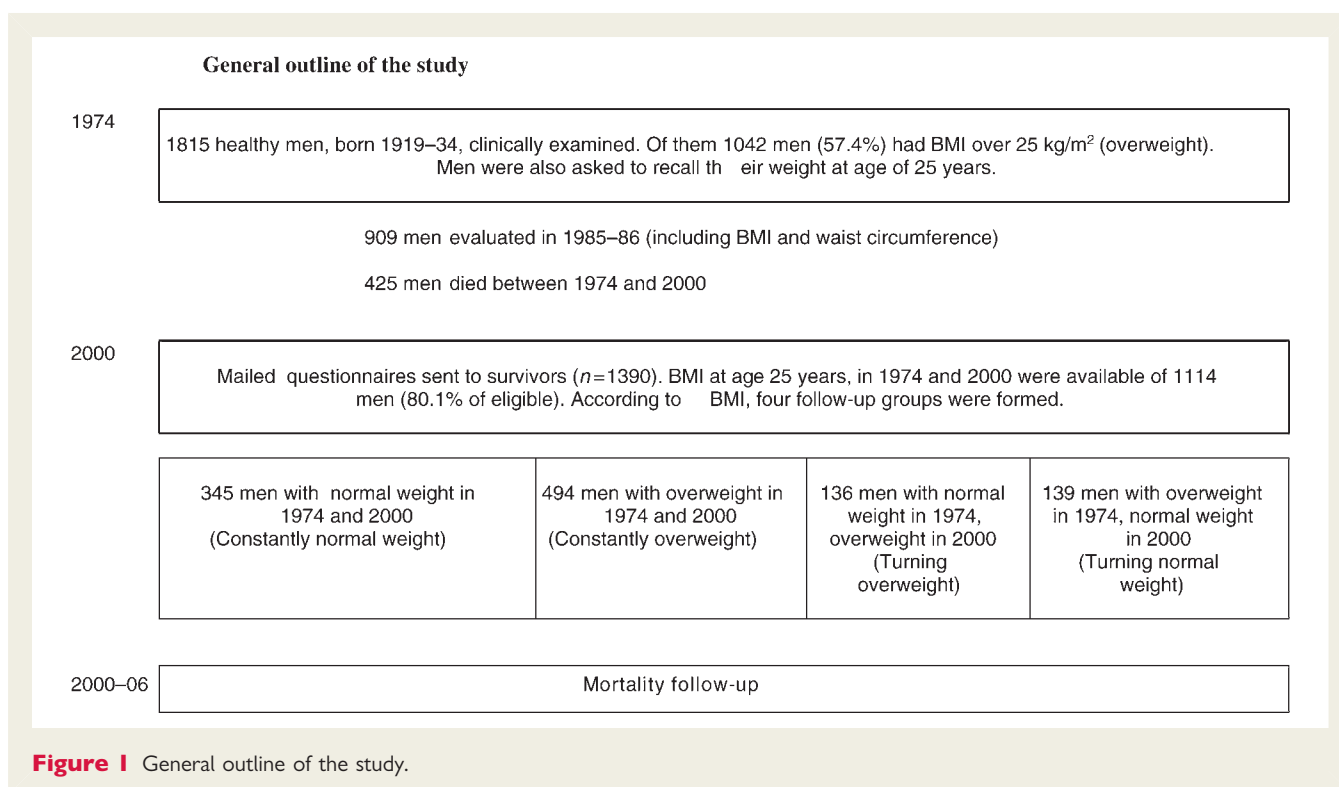 General outline of the study
1974
1815 healthy men, born 1919–34, clinically examined. Of them 1042 men (57.4%) had BMI over 25 kg/m² (overweight).
Men were also asked to recall th eir weight at age of 25 years.
909 men evaluated in 1985–86 (including BMI and waist circumference)
425 men died between 1974 and 2000
2000
Mailed questionnaires sent to survivors (n=1390). BMI at age 25 years, in 1974 and 2000 were available of 1114
men (80.1% of eligible). According to BMI, four follow-up groups were formed.
345 men with normal weight in
1974 and 2000
(Constantly normal weight)
494 men with overweight in
1974 and 2000
(Constantly overweight)
136 men with normal
weight in 1974,
overweight in 2000
(Turning
overweight)
139 men with overweight
in 1974, normal weight
in 2000
(Turning normal
weight)
2000–06
Mortality follow-up
Figure 1 General outline of the study.